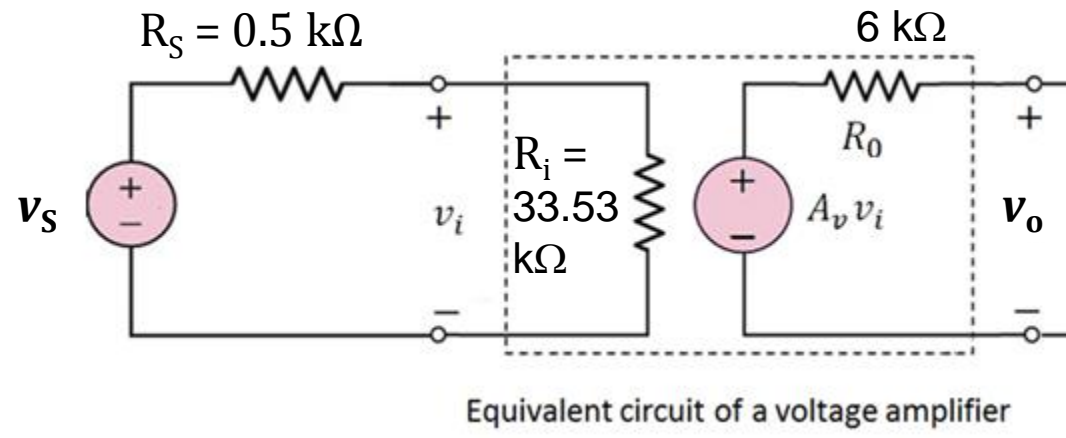 R_S = 0.5 kΩ
6 kΩ
+
+
R_0
R_i =
33.53
kΩ
+
−
v_S
v_i
+
−
A_v v_i
v_o
−
−
Equivalent circuit of a voltage amplifier